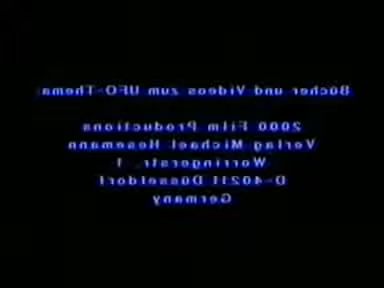 Bücher und Videos zum UFO-Thema:
2000 Film Productions
Verlag Michael Hesemann
Worringerstr. 1
D-40211 Düsseldorf
Germany